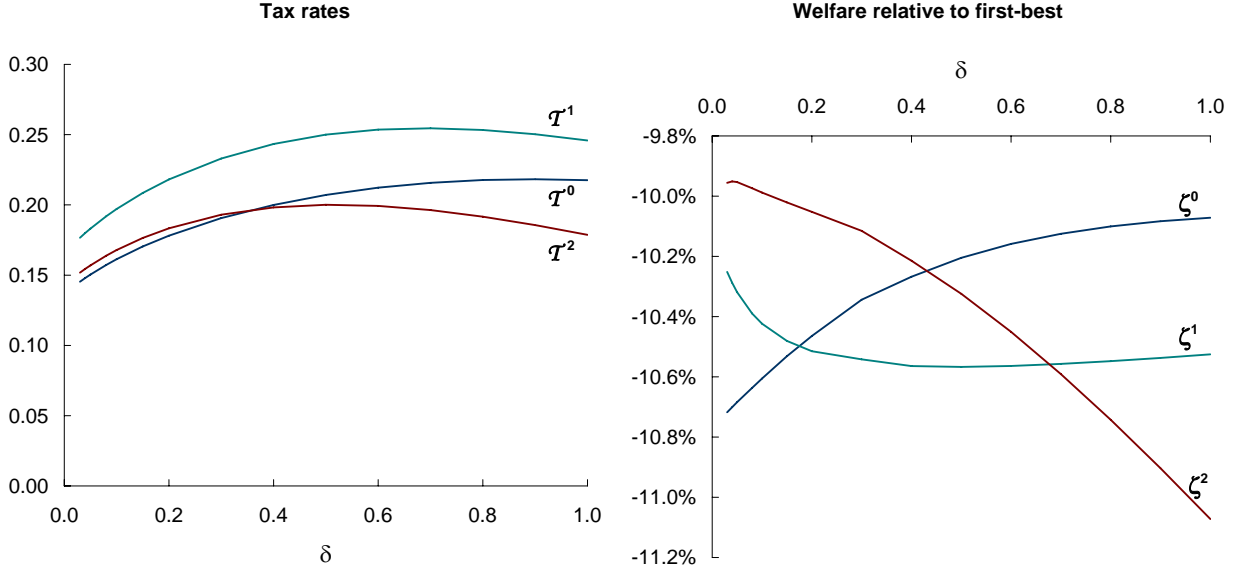 Tax rates
0.30
0.25
0.20
0.15
0.10
0.05
0.00
0.0 0.2 0.4 0.6 0.8 1.0
δ
𝒯¹
𝒯⁰
𝒯²
Welfare relative to first-best
δ
0.0 0.2 0.4 0.6 0.8 1.0
-9.8%
-10.0%
-10.2%
-10.4%
-10.6%
-10.8%
-11.0%
-11.2%
ζ⁰
ζ¹
ζ²